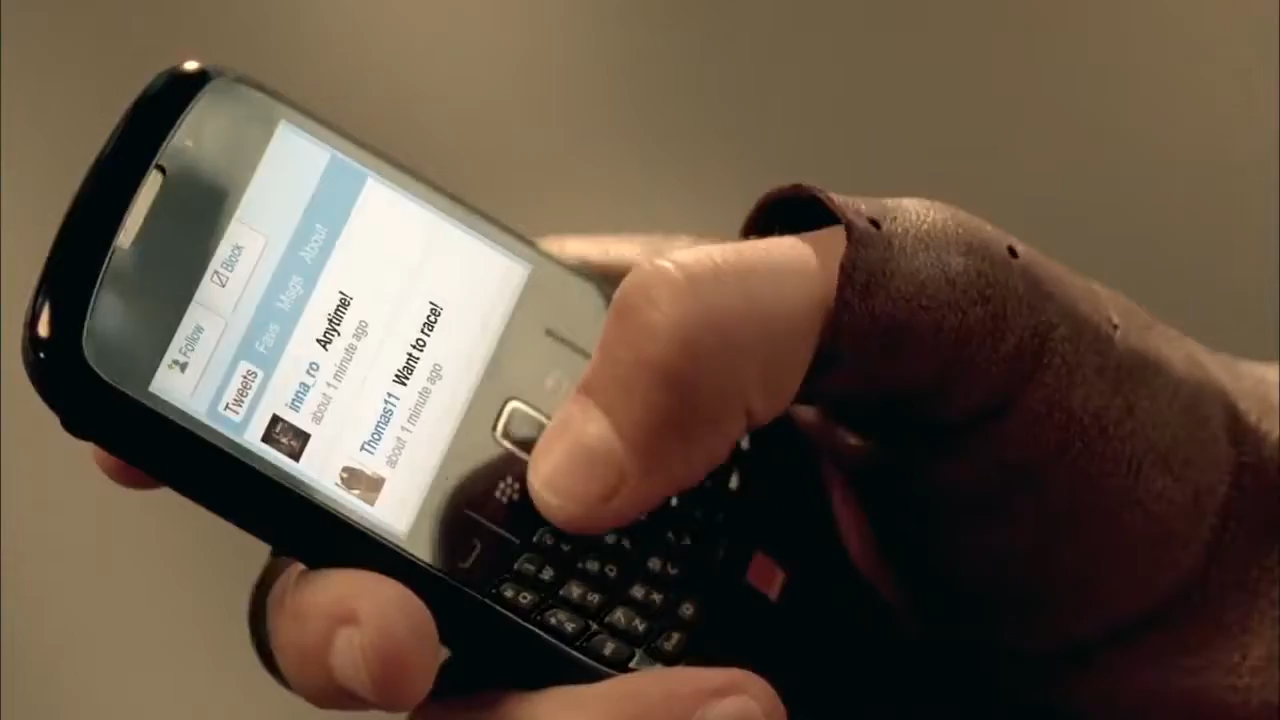 Follow Block
Tweets Favs Msgs About
inna_ro Anytime!
about 1 minute ago
Thomas11 Want to race!
about 1 minute ago